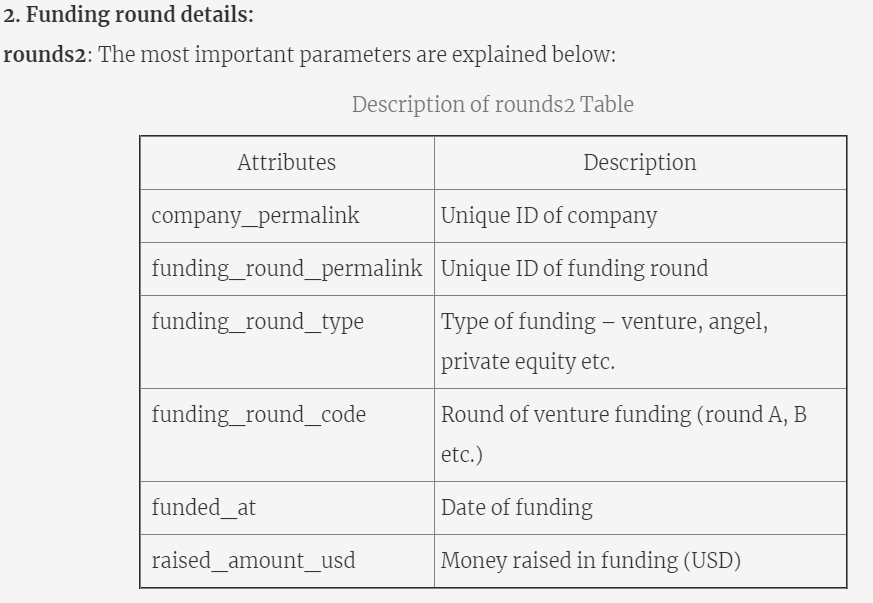 2. Funding round details:
rounds2: The most important parameters are explained below:
Description of rounds2 Table
Attributes Description
company_permalink Unique ID of company
funding_round_permalink Unique ID of funding round
funding_round_type Type of funding – venture, angel,
private equity etc.
funding_round_code Round of venture funding (round A, B
etc.)
funded_at Date of funding
raised_amount_usd Money raised in funding (USD)